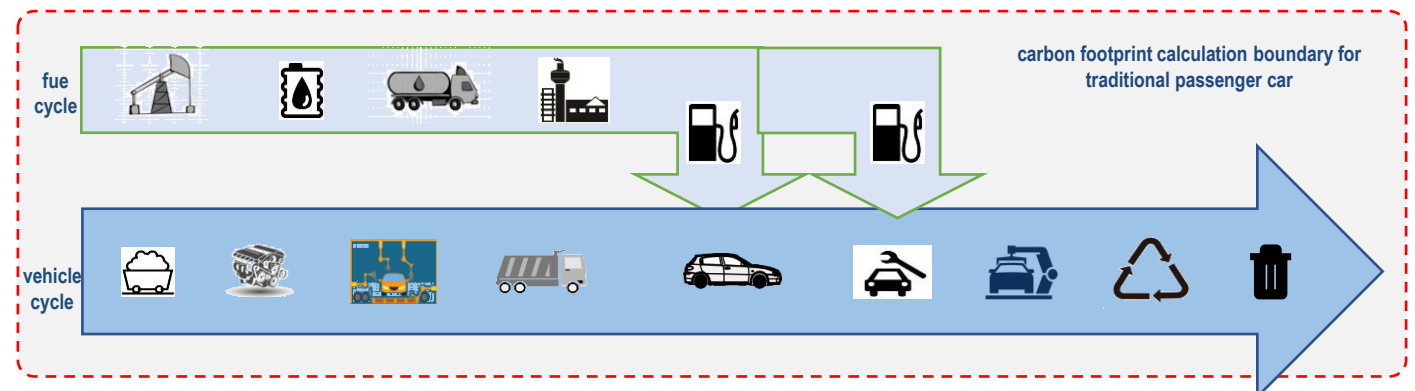 carbon footprint calculation boundary for
traditional passenger car
fue
cycle
vehicle
cycle